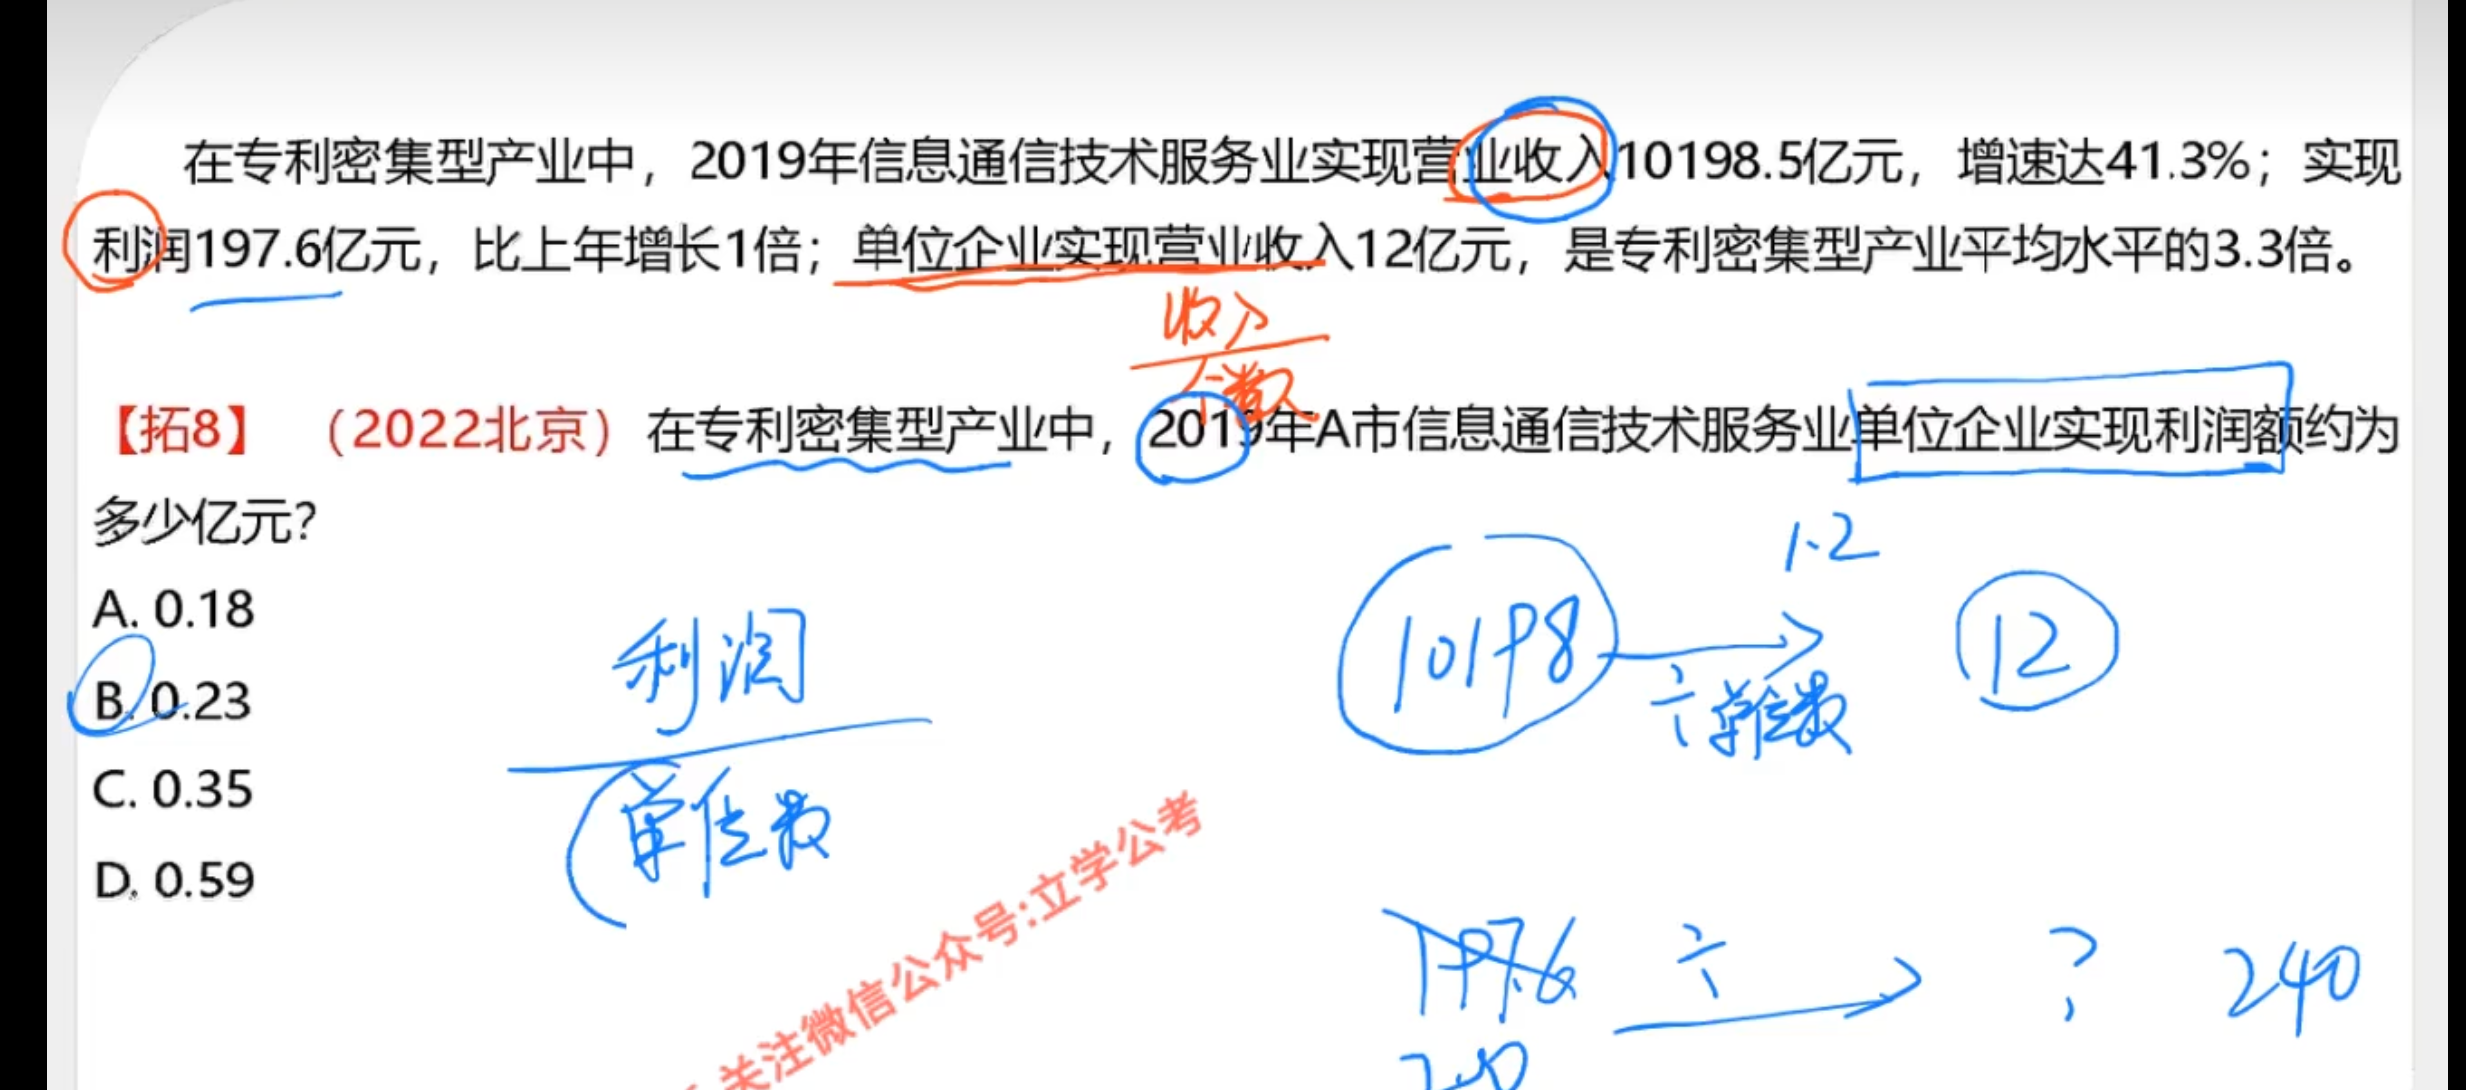 在专利密集型产业中，2019年信息通信技术服务业实现营业收入10198.5亿元，增速达41.3%；实现
利润197.6亿元，比上年增长1倍；单位企业实现营业收入12亿元，是专利密集型产业平均水平的3.3倍。
收入
个数
【拓8】（2022北京）在专利密集型产业中，2019年A市信息通信技术服务业单位企业实现利润额约为
多少亿元？
A. 0.18
B. 0.23
C. 0.35
D. 0.59
利润
单位数
10198
1.2
÷单位数
12
197.6
÷
?
240
200
关注微信公众号:立学公考